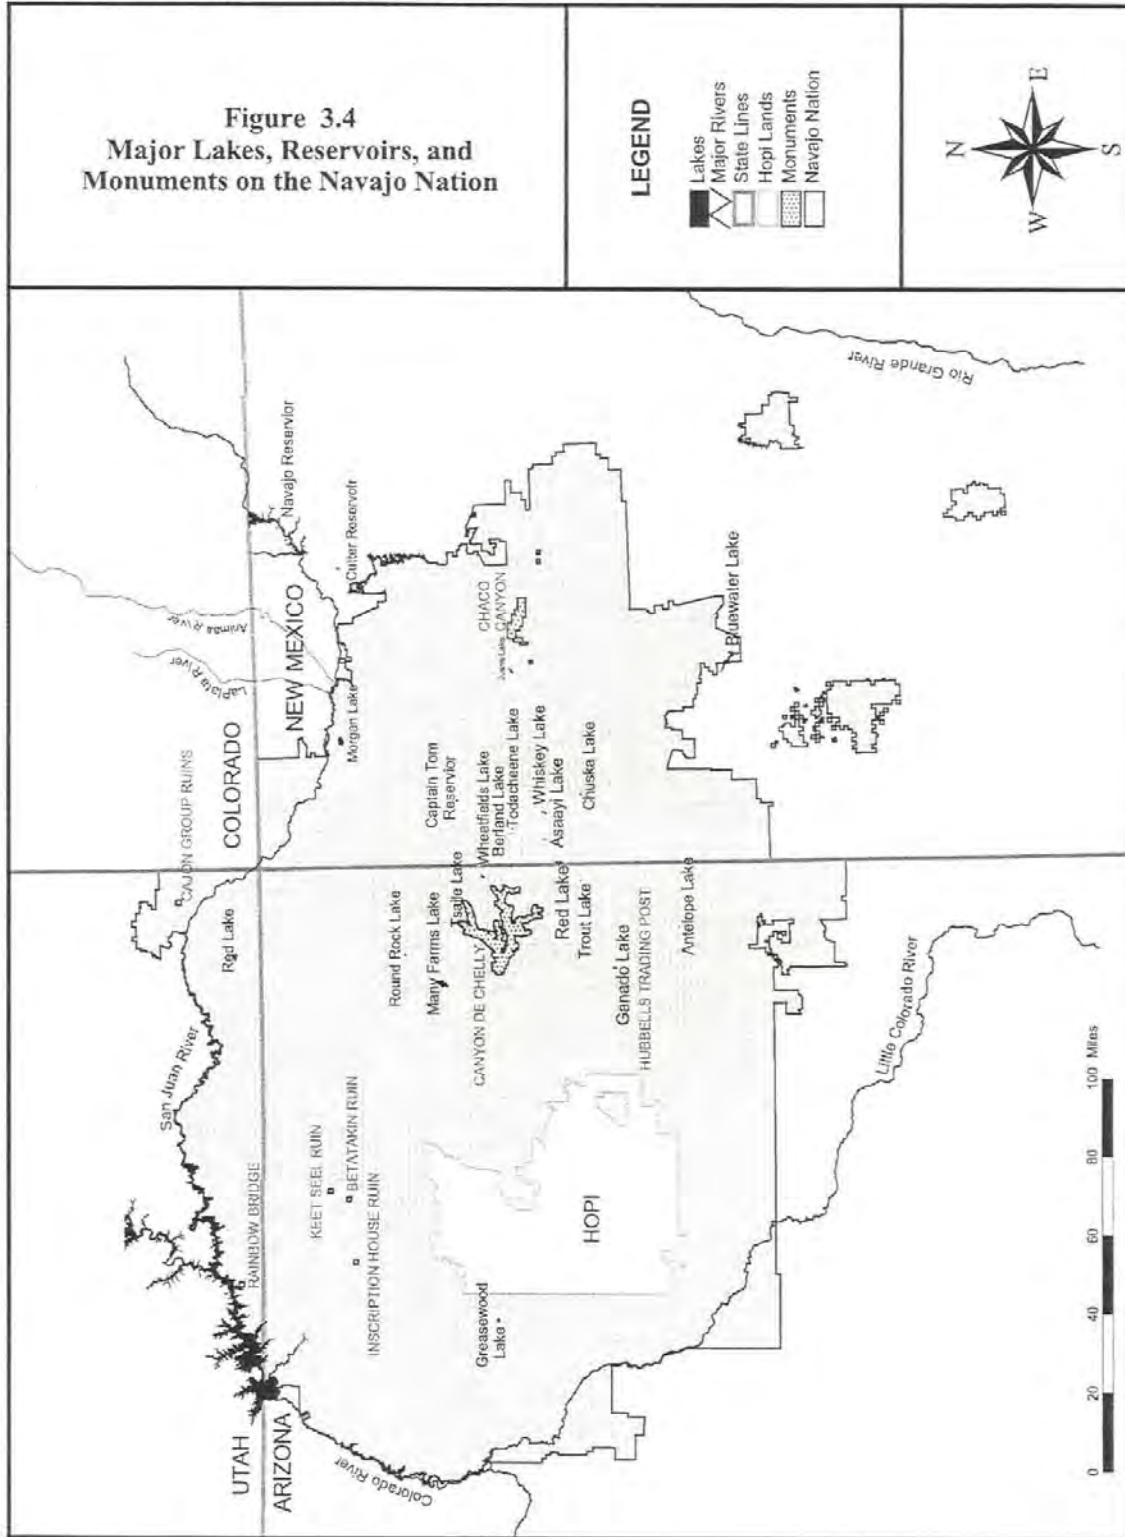 Figure 3.4
Major Lakes, Reservoirs, and
Monuments on the Navajo Nation
LEGEND
Lakes
Major Rivers
State Lines
Hopi Lands
Monuments
Navajo Nation
N
W
E
S
UTAH
ARIZONA
COLORADO
NEW MEXICO
San Juan River
RAINBOW BRIDGE
Colorado River
Red Lake
CAJON GROUP RUINS
LaPlata River
Animas River
Navajo Reservior
Cutter Reservoir
Morgan Lake
KEET SEEL RUIN
BETATAKIN RUIN
INSCRIPTION HOUSE RUIN
Round Rock Lake
Many Farms Lake
Tsaile Lake
Captain Tom
Reservior
Wheatfields Lake
Berland Lake
Todacheene Lake
Whiskey Lake
Asaayi Lake
Chuska Lake
CANYON DE CHELLY
CHACO
CANYON
Greasewood
Lake
HOPI
Red Lake
Trout Lake
Ganado Lake
HUBBELLS TRADING POST
Antelope Lake
Bluewater Lake
Rio Grande River
Little Colorado River
0
20
40
60
80
100 Miles